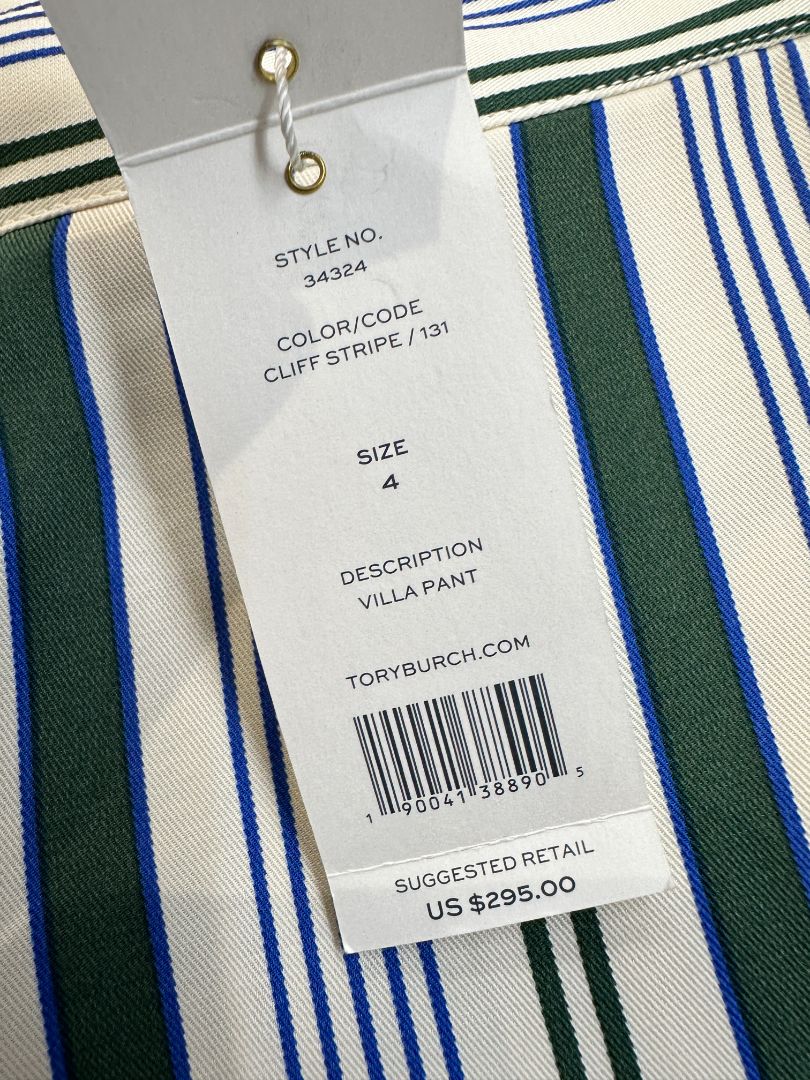 STYLE NO.
34324
COLOR/CODE
CLIFF STRIPE / 131
SIZE
4
DESCRIPTION
VILLA PANT
TORYBURCH.COM
1 90041 38890 5
SUGGESTED RETAIL
US $295.00